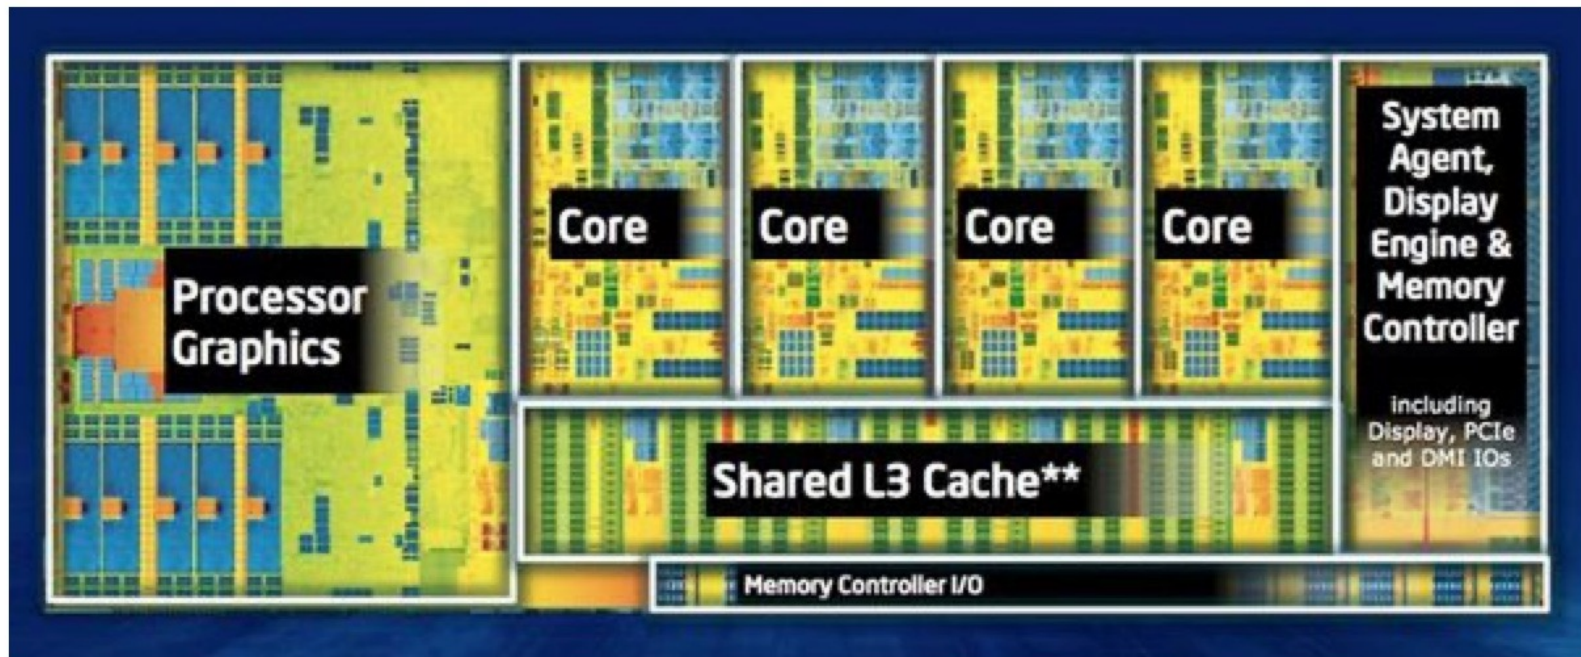 Processor
Graphics
Core
Core
Core
Core
Shared L3 Cache**
Memory Controller I/O
System
Agent,
Display
Engine &
Memory
Controller
including
Display, PCIe
and DMI IOs